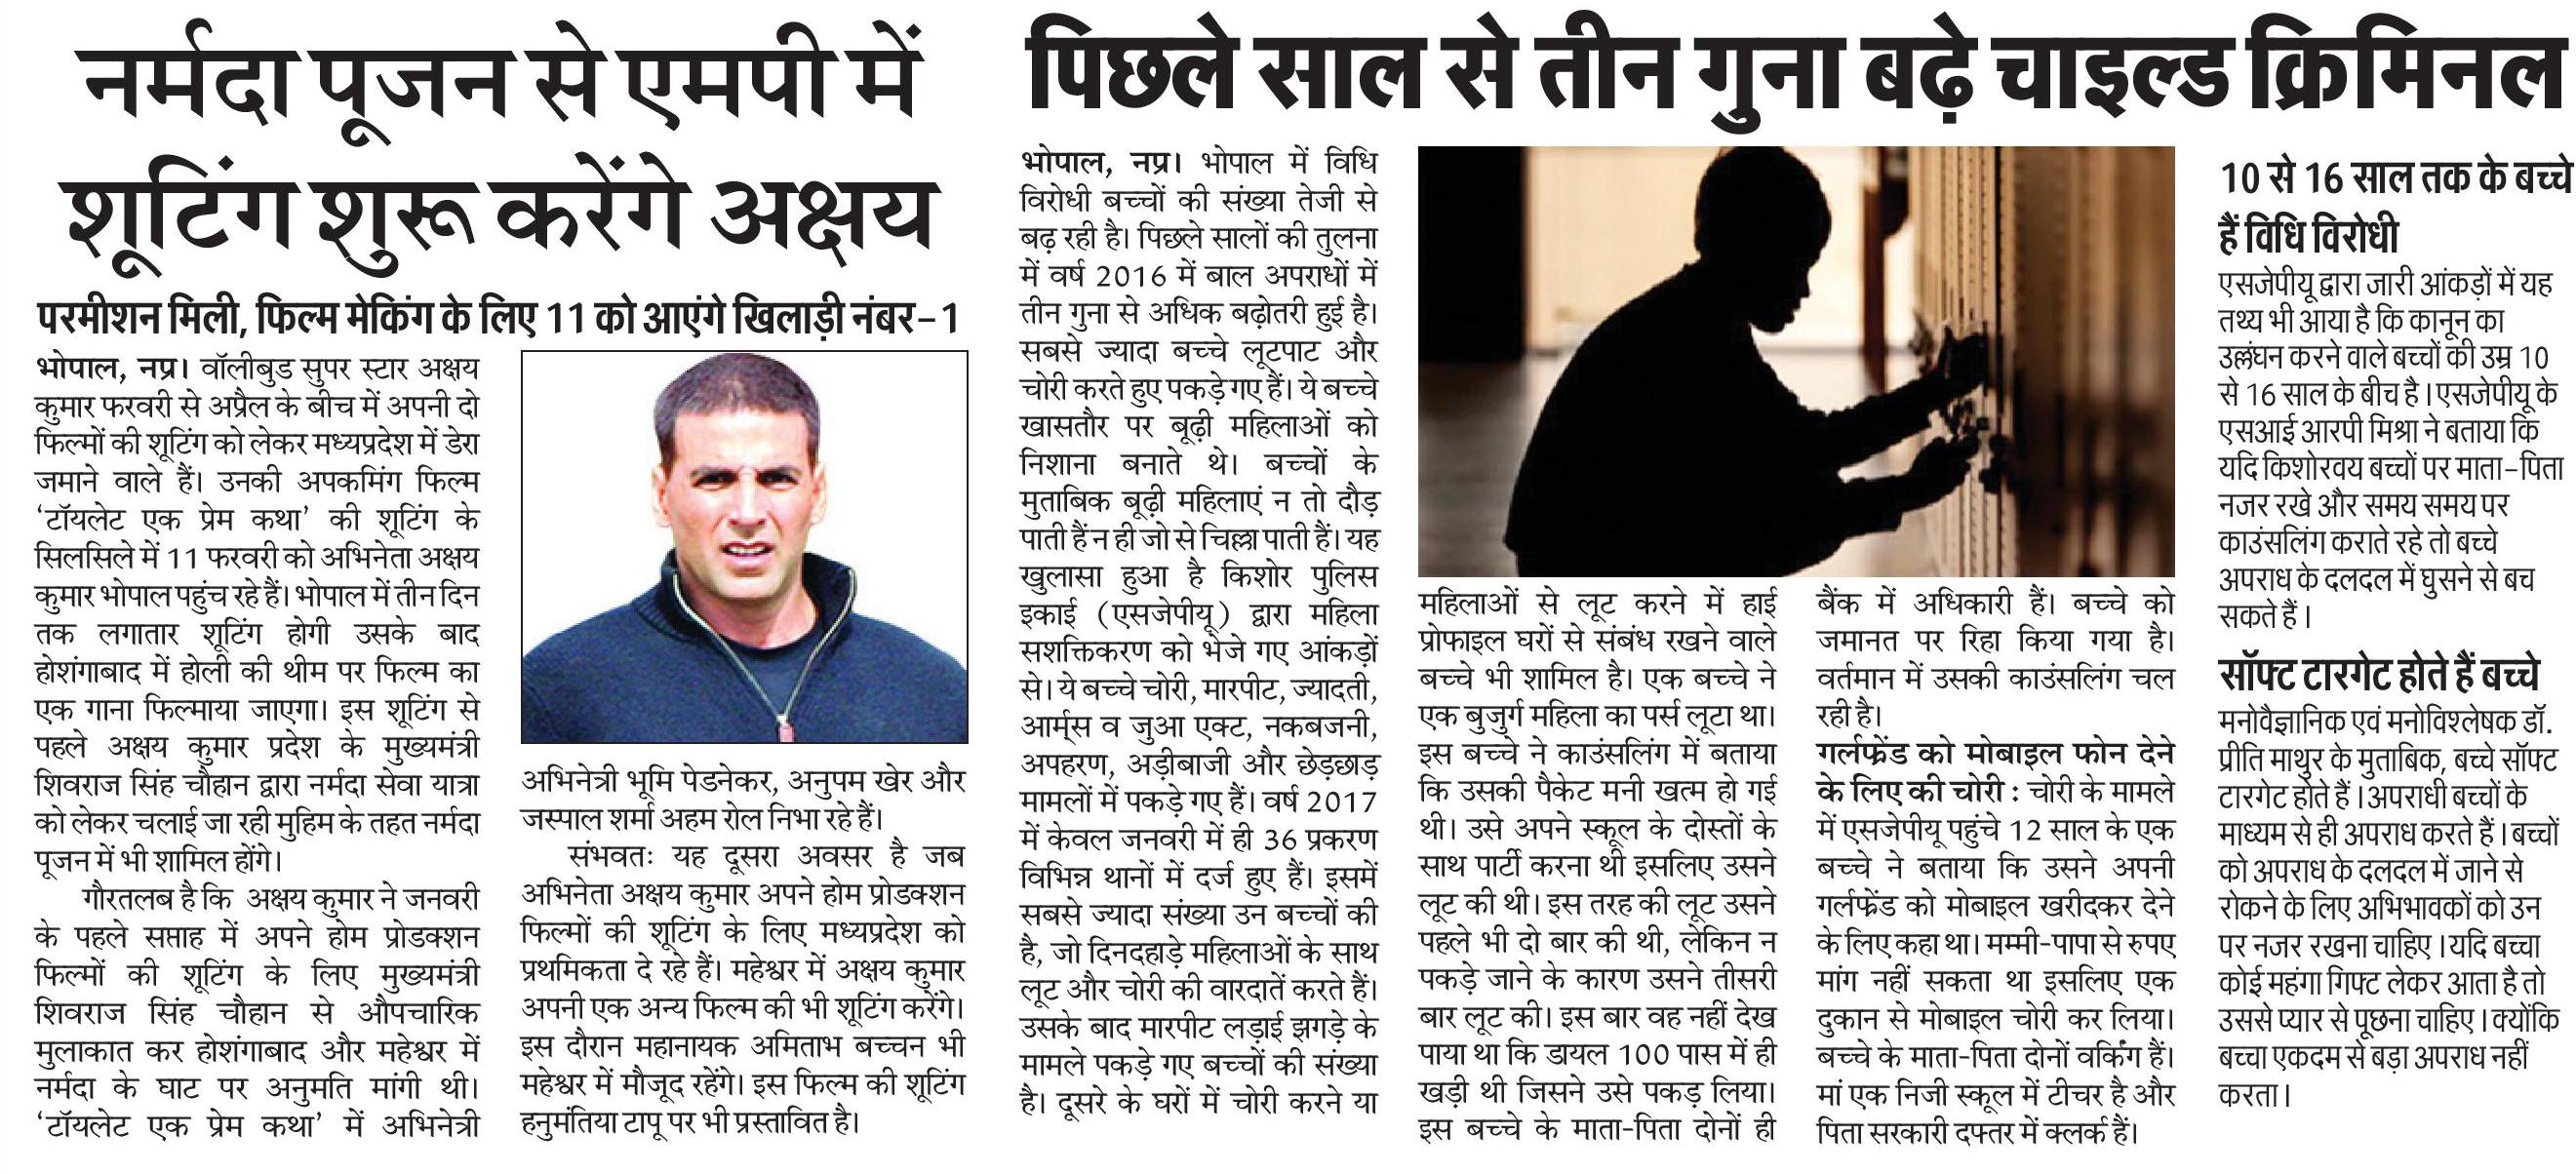 नर्मदा पूजन से एमपी में
शूटिंग शुरू करेंगे अक्षय
परमीशन मिली, फिल्म मेकिंग के लिए 11 को आएंगे खिलाड़ी नंबर-1
भोपाल, नप्र। वॉलीबुड सुपर स्टार अक्षय
कुमार फरवरी से अप्रैल के बीच में अपनी दो
फिल्मों की शूटिंग को लेकर मध्यप्रदेश में डेरा
जमाने वाले हैं। उनकी अपकमिंग फिल्म
‘टॉयलेट एक प्रेम कथा’ की शूटिंग के
सिलसिले में 11 फरवरी को अभिनेता अक्षय
कुमार भोपाल पहुंच रहे हैं। भोपाल में तीन दिन
तक लगातार शूटिंग होगी उसके बाद
होशंगाबाद में होली की थीम पर फिल्म का
एक गाना फिल्माया जाएगा। इस शूटिंग से
पहले अक्षय कुमार प्रदेश के मुख्यमंत्री
शिवराज सिंह चौहान द्वारा नर्मदा सेवा यात्रा
को लेकर चलाई जा रही मुहिम के तहत नर्मदा
पूजन में भी शामिल होंगे।
गौरतलब है कि अक्षय कुमार ने जनवरी
के पहले सप्ताह में अपने होम प्रोडक्शन
फिल्मों की शूटिंग के लिए मुख्यमंत्री
शिवराज सिंह चौहान से औपचारिक
मुलाकात कर होशंगाबाद और महेश्वर में
नर्मदा के घाट पर अनुमति मांगी थी।
‘टॉयलेट एक प्रेम कथा’ में अभिनेत्री
अभिनेत्री भूमि पेडनेकर, अनुपम खेर और
जस्पाल शर्मा अहम रोल निभा रहे हैं।
संभवतः यह दूसरा अवसर है जब
अभिनेता अक्षय कुमार अपने होम प्रोडक्शन
फिल्मों की शूटिंग के लिए मध्यप्रदेश को
प्रथमिकता दे रहे हैं। महेश्वर में अक्षय कुमार
अपनी एक अन्य फिल्म की भी शूटिंग करेंगे।
इस दौरान महानायक अमिताभ बच्चन भी
महेश्वर में मौजूद रहेंगे। इस फिल्म की शूटिंग
हनुमंतिया टापू पर भी प्रस्तावित है।
पिछले साल से तीन गुना बढ़े चाइल्ड क्रिमिनल
भोपाल, नप्र। भोपाल में विधि
विरोधी बच्चों की संख्या तेजी से
बढ़ रही है। पिछले सालों की तुलना
में वर्ष 2016 में बाल अपराधों में
तीन गुना से अधिक बढ़ोतरी हुई है।
सबसे ज्यादा बच्चे लूटपाट और
चोरी करते हुए पकड़े गए हैं। ये बच्चे
खासतौर पर बूढ़ी महिलाओं को
निशाना बनाते थे। बच्चों के
मुताबिक बूढ़ी महिलाएं न तो दौड़
पाती हैं न ही जो से चिल्ला पाती हैं। यह
खुलासा हुआ है किशोर पुलिस
इकाई (एसजेपीयू) द्वारा महिला
सशक्तिकरण को भेजे गए आंकड़ों
से। ये बच्चे चोरी, मारपीट, ज्यादती,
आर्म्स व जुआ एक्ट, नकबजनी,
अपहरण, अड़ीबाजी और छेड़छाड़
मामलों में पकड़े गए हैं। वर्ष 2017
में केवल जनवरी में ही 36 प्रकरण
विभिन्न थानों में दर्ज हुए हैं। इसमें
सबसे ज्यादा संख्या उन बच्चों की
है, जो दिनदहाड़े महिलाओं के साथ
लूट और चोरी की वारदातें करते हैं।
उसके बाद मारपीट लड़ाई झगड़े के
मामले पकड़े गए बच्चों की संख्या
है। दूसरे के घरों में चोरी करने या
महिलाओं से लूट करने में हाई
प्रोफाइल घरों से संबंध रखने वाले
बच्चे भी शामिल है। एक बच्चे ने
एक बुजुर्ग महिला का पर्स लूटा था।
इस बच्चे ने काउंसलिंग में बताया
कि उसकी पैकेट मनी खत्म हो गई
थी। उसे अपने स्कूल के दोस्तों के
साथ पार्टी करना थी इसलिए उसने
लूट की थी। इस तरह की लूट उसने
पहले भी दो बार की थी, लेकिन न
पकड़े जाने के कारण उसने तीसरी
बार लूट की। इस बार वह नहीं देख
पाया था कि डायल 100 पास में ही
खड़ी थी जिसने उसे पकड़ लिया।
इस बच्चे के माता-पिता दोनों ही
बैंक में अधिकारी हैं। बच्चे को
जमानत पर रिहा किया गया है।
वर्तमान में उसकी काउंसलिंग चल
रही है।
गर्लफ्रेंड को मोबाइल फोन देने
के लिए की चोरी : चोरी के मामले
में एसजेपीयू पहुंचे 12 साल के एक
बच्चे ने बताया कि उसने अपनी
गर्लफ्रेंड को मोबाइल खरीदकर देने
के लिए कहा था। मम्मी-पापा से रुपए
मांग नहीं सकता था इसलिए एक
दुकान से मोबाइल चोरी कर लिया।
बच्चे के माता-पिता दोनों वर्किंग हैं।
मां एक निजी स्कूल में टीचर है और
पिता सरकारी दफ्तर में क्लर्क हैं।
10 से 16 साल तक के बच्चे
हैं विधि विरोधी
एसजेपीयू द्वारा जारी आंकड़ों में यह
तथ्य भी आया है कि कानून का
उल्लंघन करने वाले बच्चों की उम्र 10
से 16 साल के बीच है। एसजेपीयू के
एसआई आरपी मिश्रा ने बताया कि
यदि किशोरवय बच्चों पर माता-पिता
नजर रखे और समय समय पर
काउंसलिंग कराते रहे तो बच्चे
अपराध के दलदल में घुसने से बच
सकते हैं।
सॉफ्ट टारगेट होते हैं बच्चे
मनोवैज्ञानिक एवं मनोविश्लेषक डॉ.
प्रीति माथुर के मुताबिक, बच्चे सॉफ्ट
टारगेट होते हैं। अपराधी बच्चों के
माध्यम से ही अपराध करते हैं। बच्चों
को अपराध के दलदल में जाने से
रोकने के लिए अभिभावकों को उन
पर नजर रखना चाहिए। यदि बच्चा
कोई महंगा गिफ्ट लेकर आता है तो
उससे प्यार से पूछना चाहिए। क्योंकि
बच्चा एकदम से बड़ा अपराध नहीं
करता।